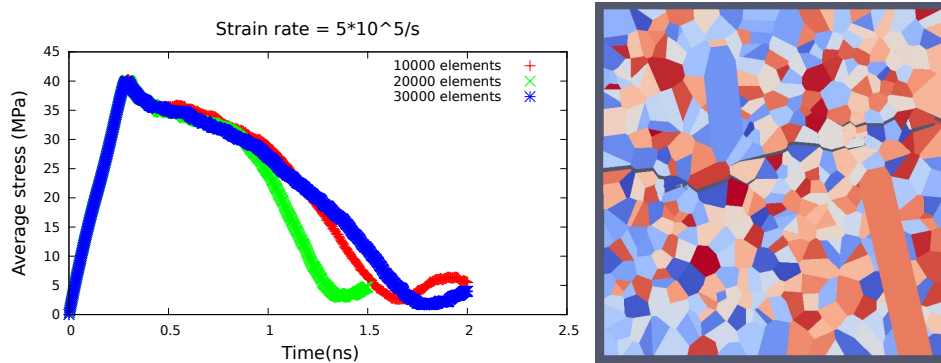 Strain rate = 5*10^5/s
45
40
35
30
25
20
15
10
5
0
Average stress (MPa)
10000 elements
20000 elements
30000 elements
0 0.5 1 1.5 2 2.5
Time(ns)